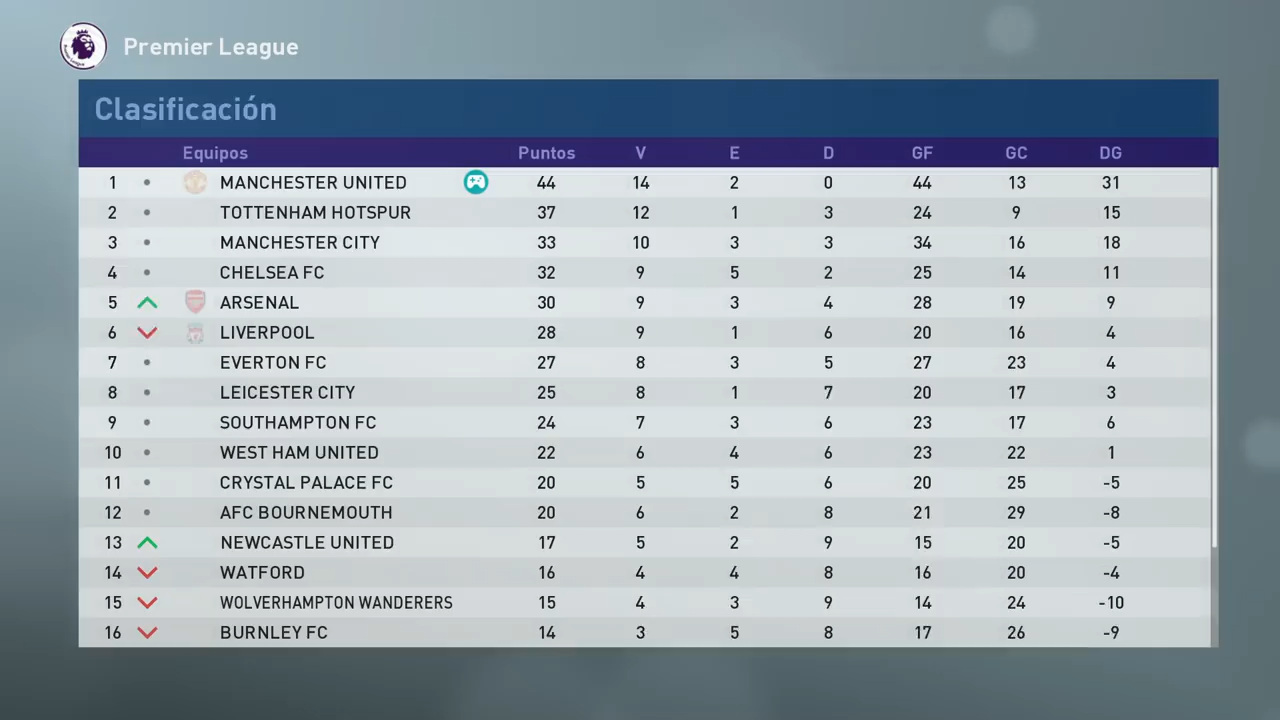 Premier League
Clasificación
Equipos Puntos V E D GF GC DG
1 MANCHESTER UNITED 44 14 2 0 44 13 31
2 TOTTENHAM HOTSPUR 37 12 1 3 24 9 15
3 MANCHESTER CITY 33 10 3 3 34 16 18
4 CHELSEA FC 32 9 5 2 25 14 11
5 ARSENAL 30 9 3 4 28 19 9
6 LIVERPOOL 28 9 1 6 20 16 4
7 EVERTON FC 27 8 3 5 27 23 4
8 LEICESTER CITY 25 8 1 7 20 17 3
9 SOUTHAMPTON FC 24 7 3 6 23 17 6
10 WEST HAM UNITED 22 6 4 6 23 22 1
11 CRYSTAL PALACE FC 20 5 5 6 20 25 -5
12 AFC BOURNEMOUTH 20 6 2 8 21 29 -8
13 NEWCASTLE UNITED 17 5 2 9 15 20 -5
14 WATFORD 16 4 4 8 16 20 -4
15 WOLVERHAMPTON WANDERERS 15 4 3 9 14 24 -10
16 BURNLEY FC 14 3 5 8 17 26 -9